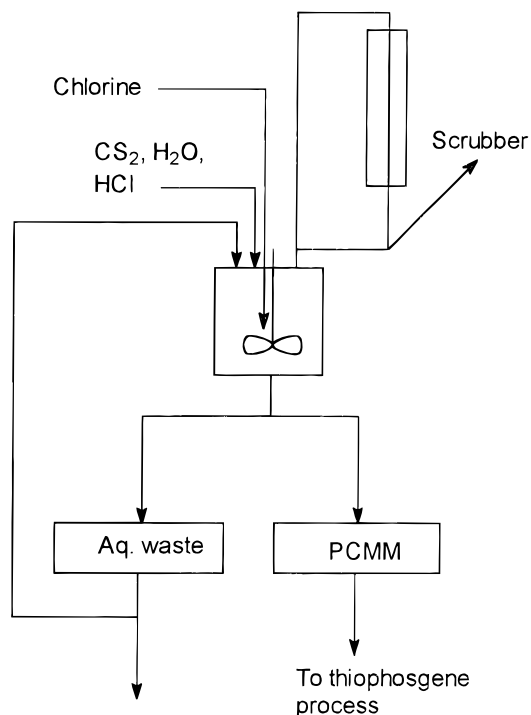 Chlorine
CS₂, H₂O,
HCl
Scrubber
Aq. waste
PCMM
To thiophosgene
process